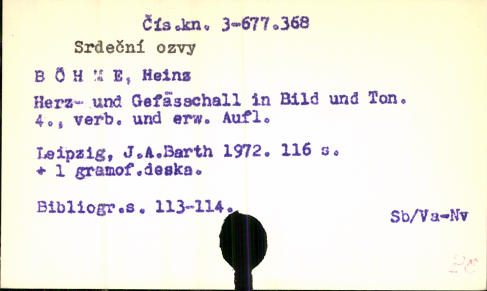 Čís.kn. 3-677.368
Srdeční ozvy
B Ö H M E, Heinz
Herz- und Gefässchall in Bild und Ton.
4., verb. und erw. Aufl.
Leipzig, J.A.Barth 1972. 116 s.
+ 1 gramof.deska.
Bibliogr.s. 113-114.
Sb/Va-Nv